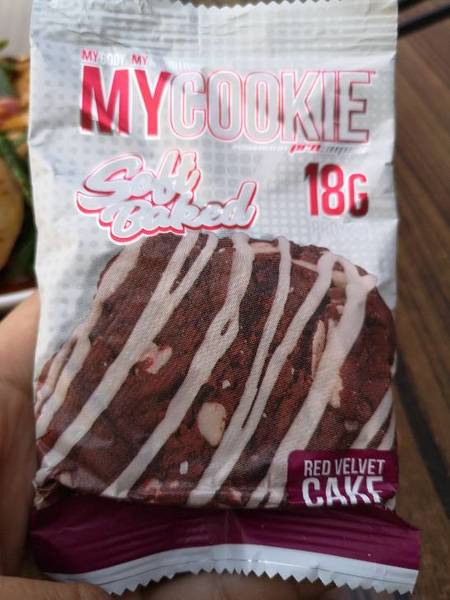 MY BODY. MY
MYCOOKIE
Soft
Baked
18G
RED VELVET
CAKE